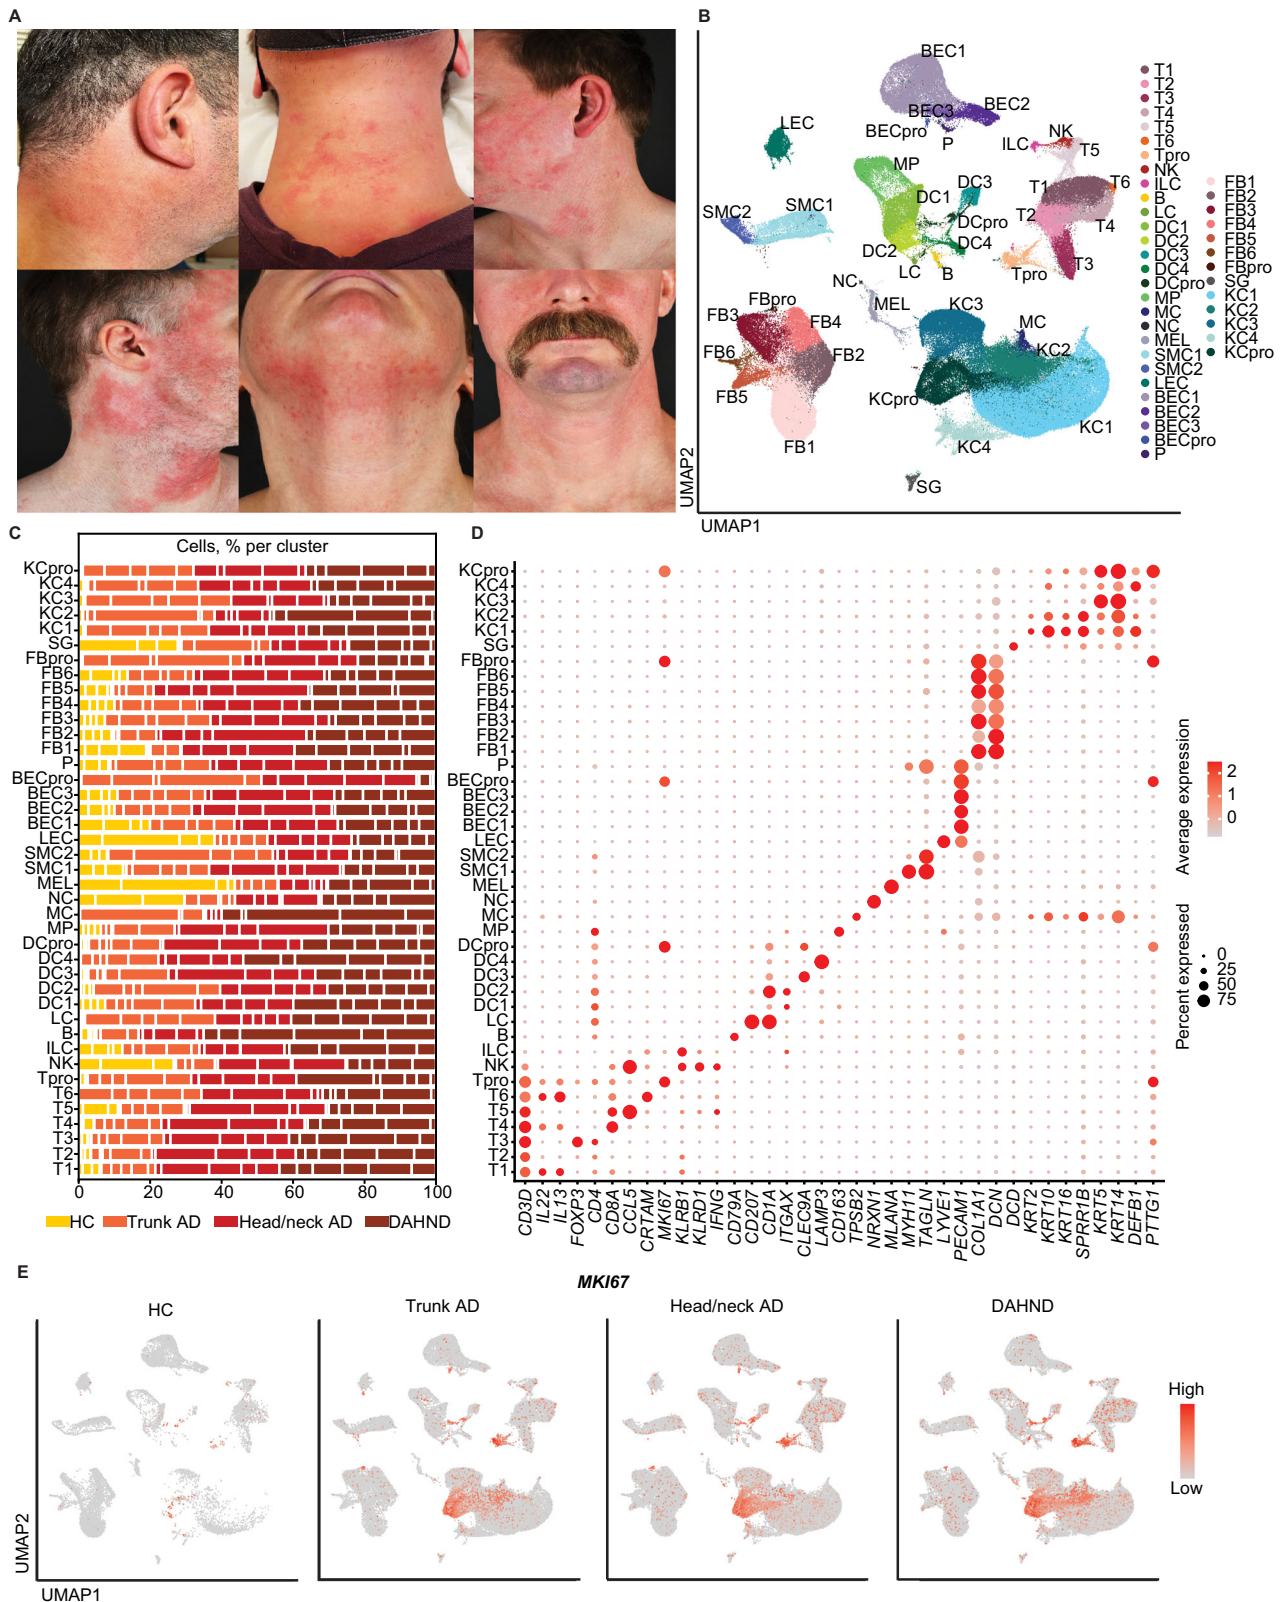 A
B
BEC1
BEC3
BEC2
BECpro
P
LEC
NK
ILC
T5
MP
DC1
DC3
T1
T6
SMC2
SMC1
DCpro
T2
T4
DC2
DC4
LC
B
Tpro
T3
NC
MEL
FBpro
FB3
FB4
KC3
MC
FB6
FB2
KC2
FB5
KCpro
FB1
KC4
KC1
SG
UMAP2
UMAP1
T1
T2
T3
T4
T5
T6
Tpro
NK
ILC
B
LC
DC1
DC2
DC3
DC4
DCpro
MP
MC
NC
MEL
SMC1
SMC2
LEC
BEC1
BEC2
BEC3
BECpro
P
FB1
FB2
FB3
FB4
FB5
FB6
FBpro
SG
KC1
KC2
KC3
KC4
KCpro
C
Cells, % per cluster
KCpro
KC4
KC3
KC2
KC1
SG
FBpro
FB6
FB5
FB4
FB3
FB2
FB1
P
BECpro
BEC3
BEC2
BEC1
LEC
SMC2
SMC1
MEL
NC
MC
MP
DCpro
DC4
DC3
DC2
DC1
LC
B
ILC
NK
Tpro
T6
T5
T4
T3
T2
T1
0 20 40 60 80 100
HC Trunk AD Head/neck AD DAHND
D
KCpro
KC4
KC3
KC2
KC1
SG
FBpro
FB6
FB5
FB4
FB3
FB2
FB1
P
BECpro
BEC3
BEC2
BEC1
LEC
SMC2
SMC1
MEL
NC
MC
MP
DCpro
DC4
DC3
DC2
DC1
LC
B
ILC
NK
Tpro
T6
T5
T4
T3
T2
T1
CD3D
IL22
IL13
FOXP3
CD4
CD8A
CCL5
CRTAM
MKI67
KLRB1
KLRD1
IFNG
CD79A
CD207
CD1A
ITGAX
CLEC9A
LAMP3
CD163
TPSB2
NRXN1
MLANA
MYH11
TAGLN
LYVE1
PECAM1
COL1A1
DCN
DCD
KRT2
KRT10
KRT16
SPRR1B
KRT5
KRT14
DEFB1
PTTG1
Average expression
2
1
0
Percent expressed
0
25
50
75
E
MKI67
HC
Trunk AD
Head/neck AD
DAHND
High
Low
UMAP2
UMAP1